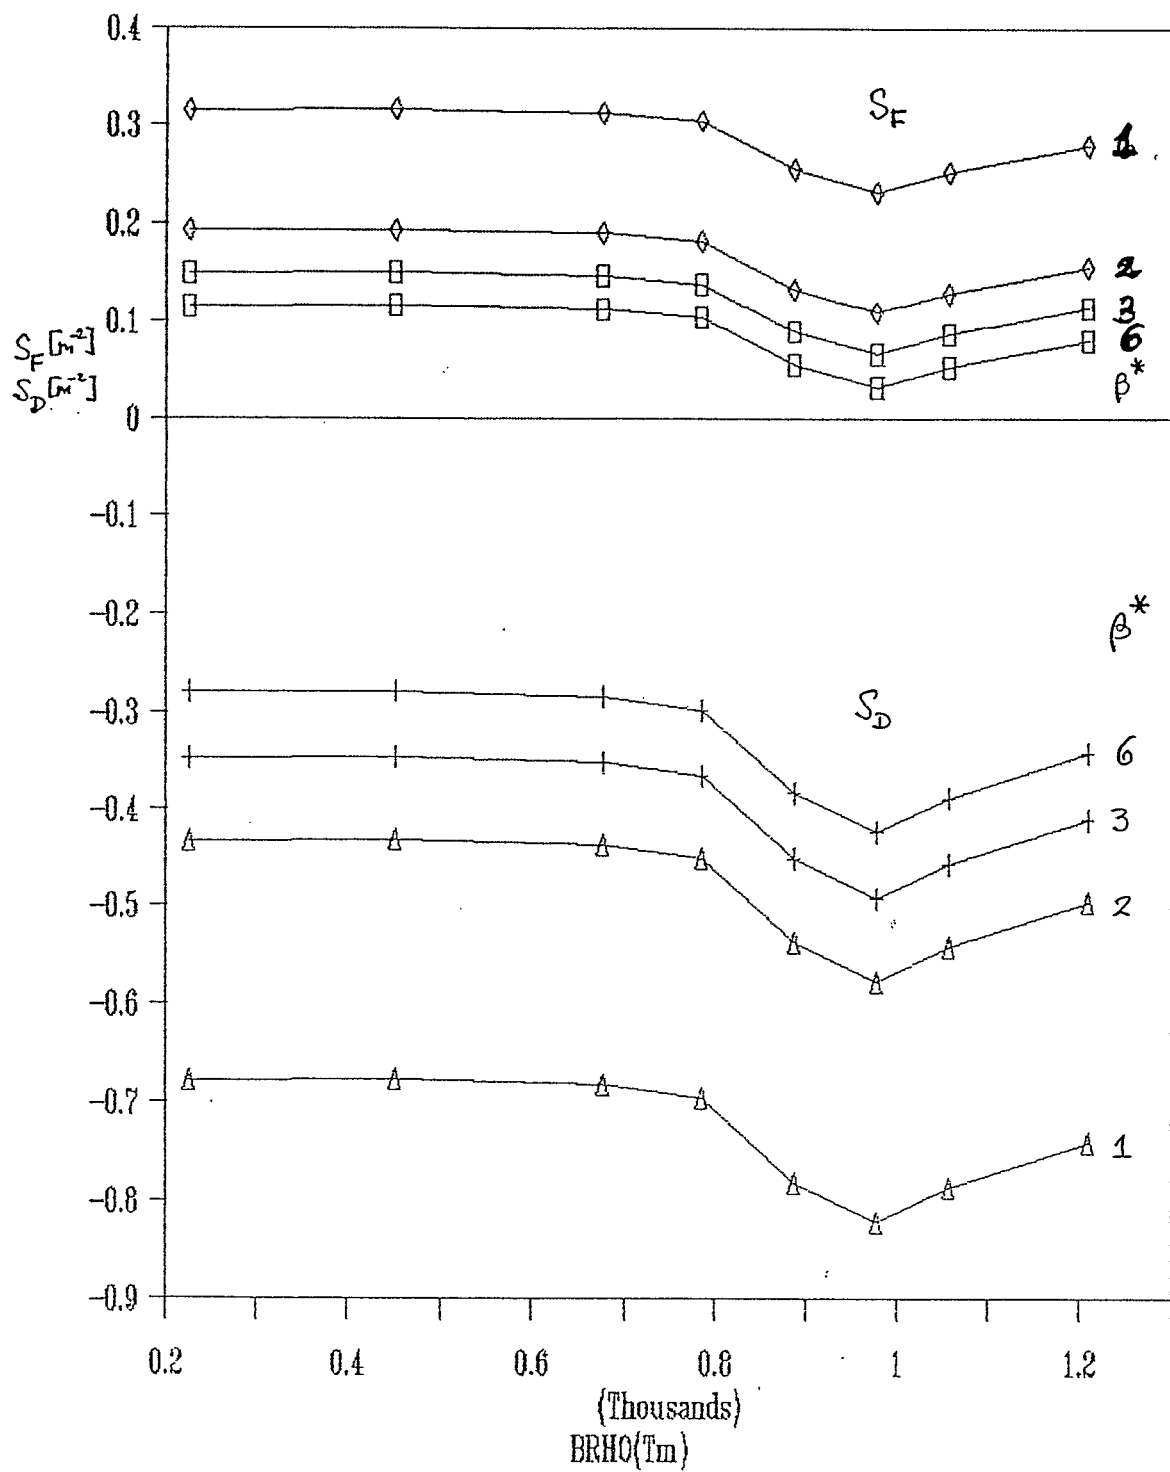 0.4
0.3
0.2
0.1
S_F [m^-2]
S_D [m^-2]
0
-0.1
-0.2
-0.3
-0.4
-0.5
-0.6
-0.7
-0.8
-0.9
S_F
1
2
3
6
β*
β*
S_D
6
3
2
1
0.2 0.4 0.6 0.8 1 1.2
(Thousands)
BRHO(Tm)